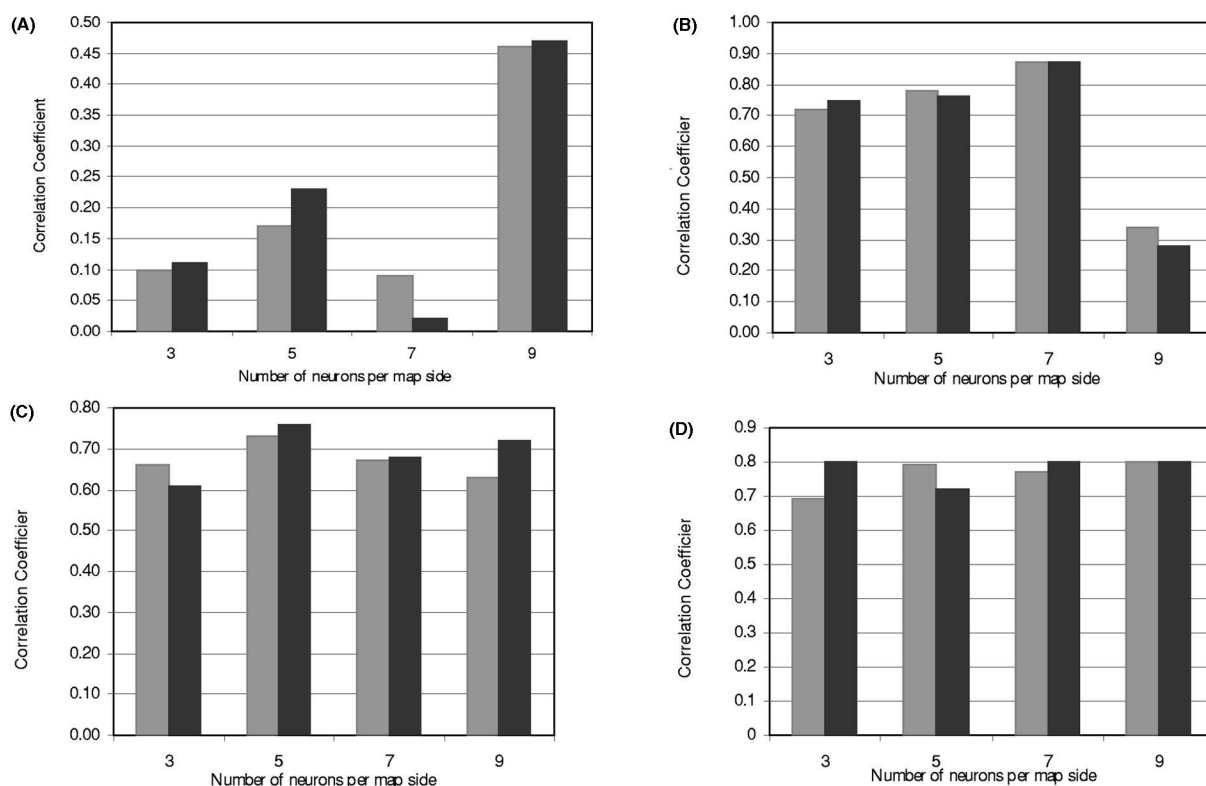 (A)
0.50
0.45
0.40
0.35
0.30
0.25
0.20
0.15
0.10
0.05
0.00
Correlation Coefficient
3 5 7 9
Number of neurons per map side
(B)
1.00
0.90
0.80
0.70
0.60
0.50
0.40
0.30
0.20
0.10
0.00
Correlation Coefficier
3 5 7 9
Number of neurons per map side
(C)
0.80
0.70
0.60
0.50
0.40
0.30
0.20
0.10
0.00
Correlation Coefficier
3 5 7 9
Number of neurons per map side
(D)
0.9
0.8
0.7
0.6
0.5
0.4
0.3
0.2
0.1
0
Correlation Coefficier
3 5 7 9
Number of neurons per map side